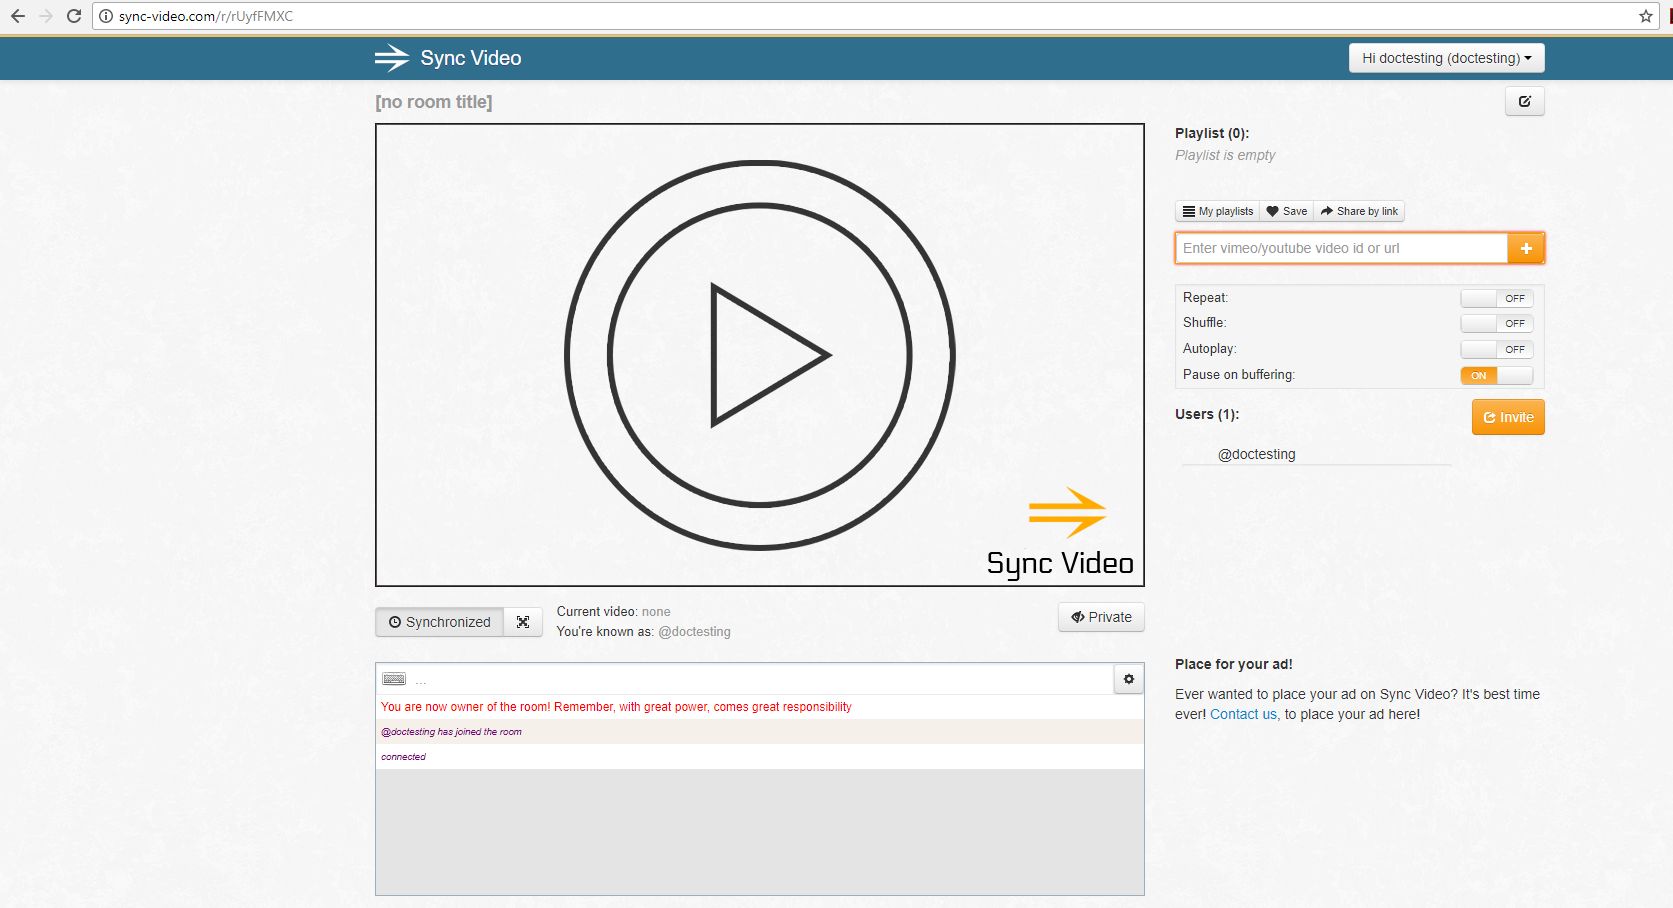 sync-video.com/r/rUyfFMXC
Sync Video
Hi doctesting (doctesting)
[no room title]
Playlist (0):
Playlist is empty
My playlists Save Share by link
Enter vimeo/youtube video id or url
Repeat: OFF
Shuffle: OFF
Autoplay: OFF
Pause on buffering: ON
Users (1): Invite
@doctesting
Sync Video
Synchronized
Current video: none
You're known as: @doctesting
Private
...
You are now owner of the room! Remember, with great power, comes great responsibility
@doctesting has joined the room
connected
Place for your ad!
Ever wanted to place your ad on Sync Video? It's best time
ever! Contact us, to place your ad here!